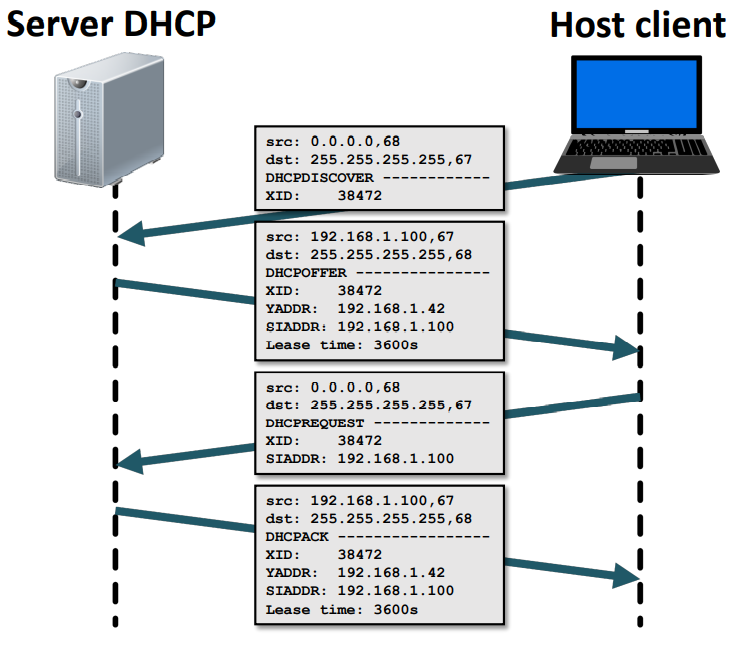 Server DHCP
Host client
src: 0.0.0.0,68
dst: 255.255.255.255,67
DHCPDISCOVER ------------
XID:    38472
src: 192.168.1.100,67
dst: 255.255.255.255,68
DHCPOFFER ---------------
XID:    38472
YADDR:  192.168.1.42
SIADDR: 192.168.1.100
Lease time: 3600s
src: 0.0.0.0,68
dst: 255.255.255.255,67
DHCPREQUEST -------------
XID:    38472
SIADDR: 192.168.1.100
src: 192.168.1.100,67
dst: 255.255.255.255,68
DHCPACK -----------------
XID:    38472
YADDR:  192.168.1.42
SIADDR: 192.168.1.100
Lease time: 3600s